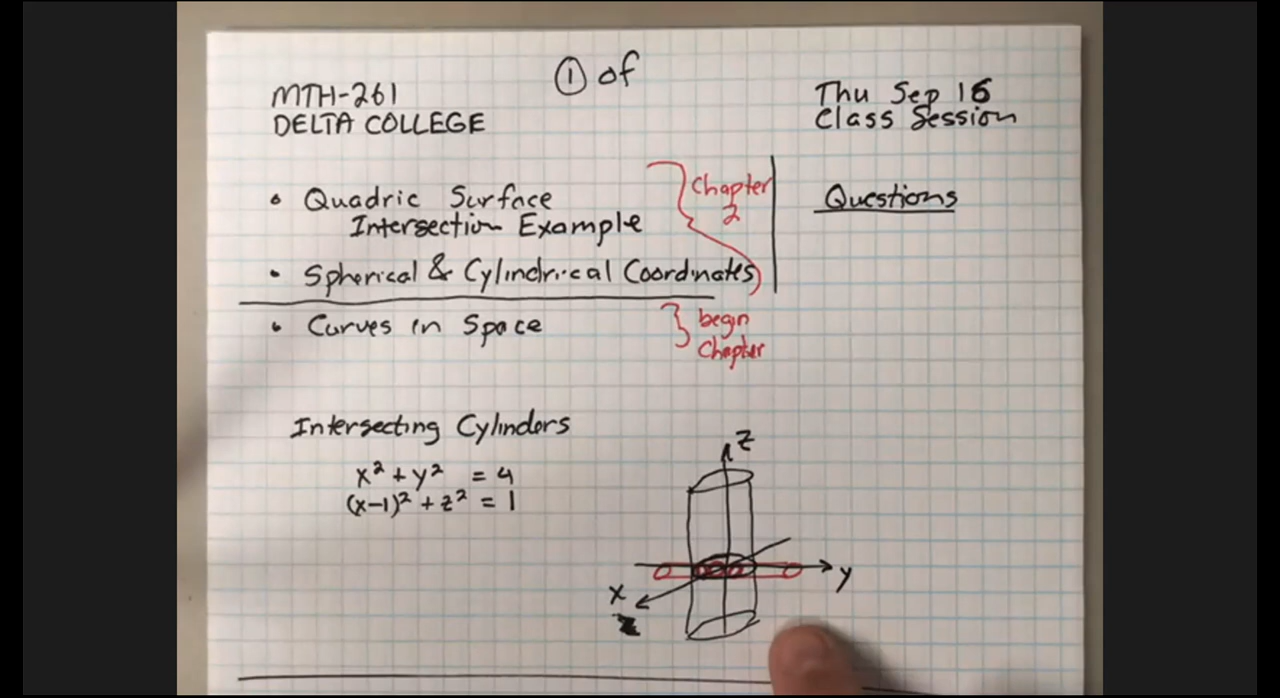 ① of
MTH-261
DELTA COLLEGE
Thu Sep 16
Class Session
• Quadric Surface
Intersection Example
• Spherical & Cylindrical Coordinates
Chapter
2
Questions
• Curves in Space
begin
Chapter
Intersecting Cylinders
x² + y² = 4
(x-1)² + z² = 1
z
y
x